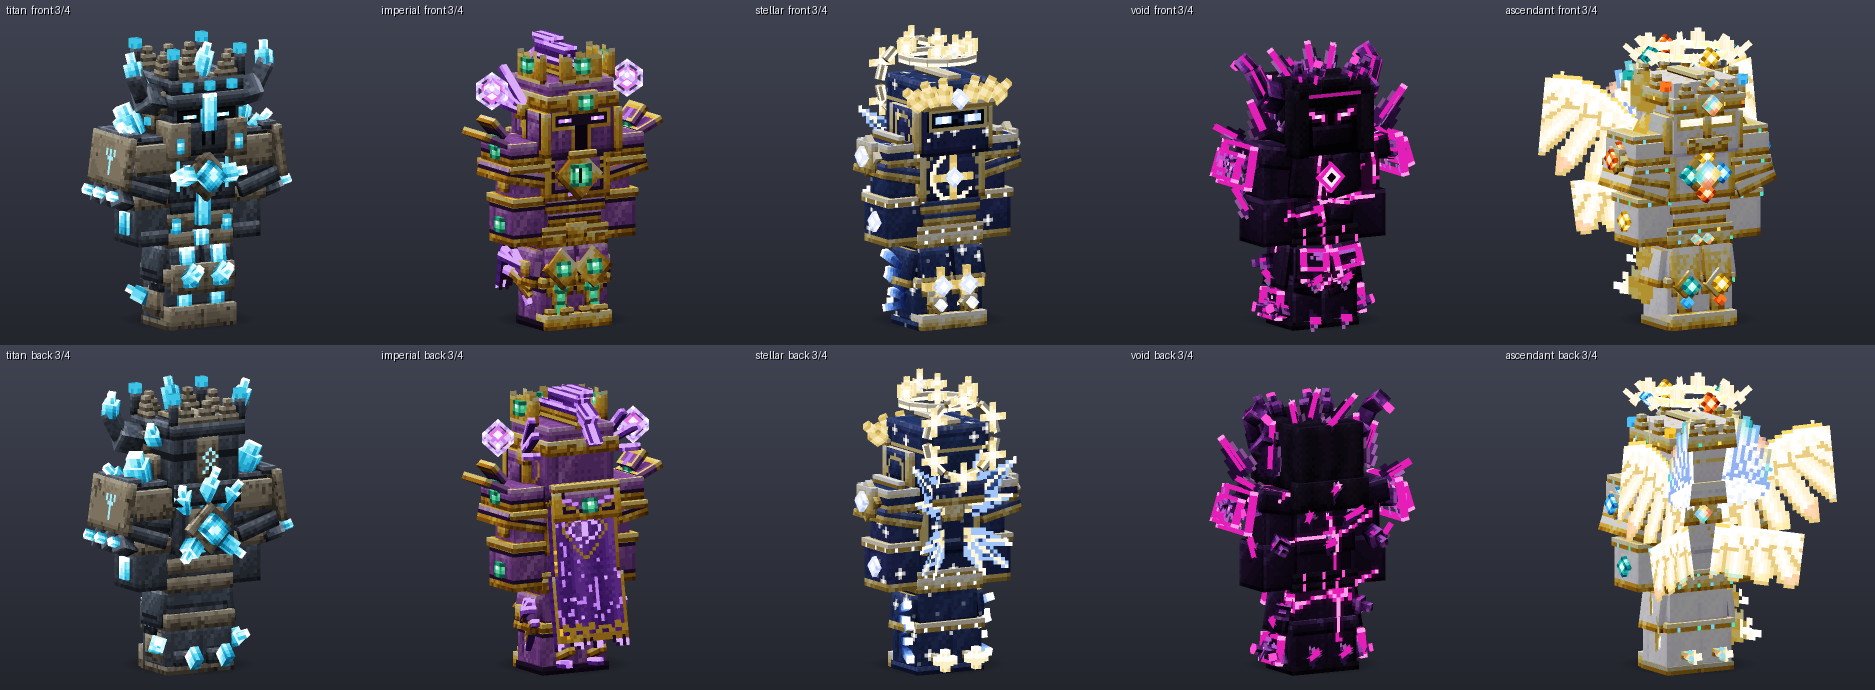 titan front 3/4
imperial front 3/4
stellar front 3/4
void front 3/4
ascendant front 3/4
titan back 3/4
imperial back 3/4
stellar back 3/4
void back 3/4
ascendant back 3/4